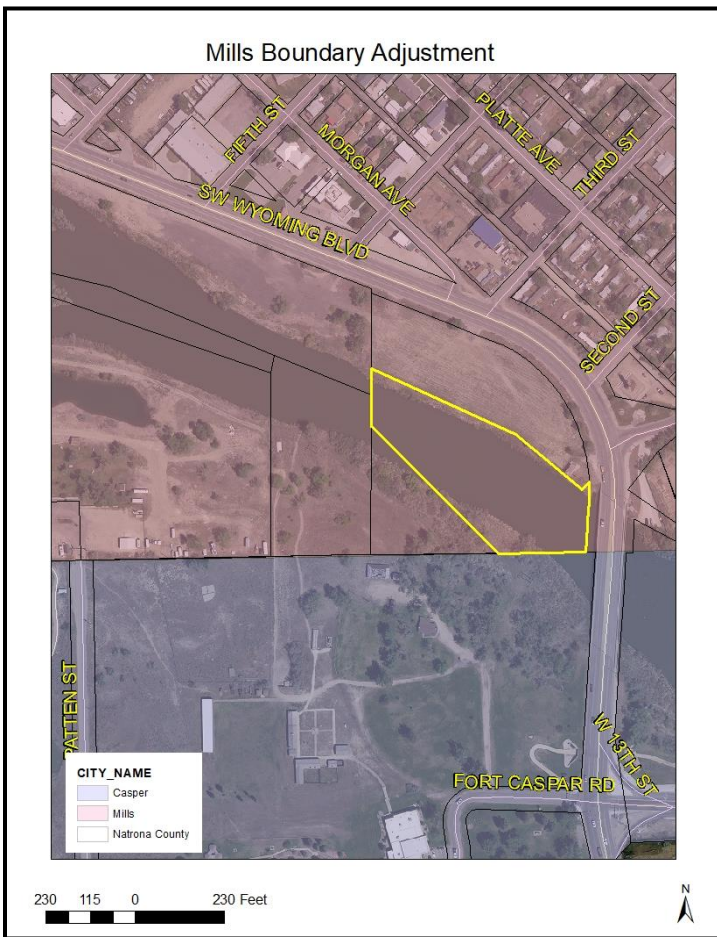 Mills Boundary Adjustment
PLATTE AVE
FIFTH ST
MORGAN AVE
THIRD ST
SW WYOMING BLVD
SECOND ST
PATTEN ST
W 13TH ST
FORT CASPAR RD
CITY_NAME
Casper
Mills
Natrona County
230 115 0 230 Feet
N